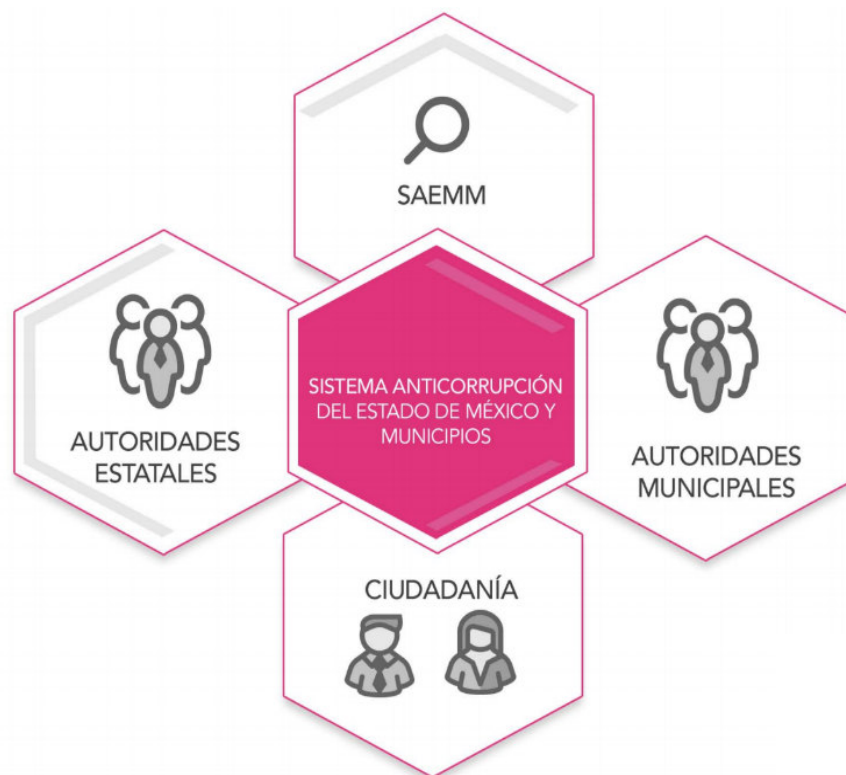 SAEMM
AUTORIDADES
ESTATALES
SISTEMA ANTICORRUPCIÓN
DEL ESTADO DE MÉXICO Y
MUNICIPIOS
AUTORIDADES
MUNICIPALES
CIUDADANÍA